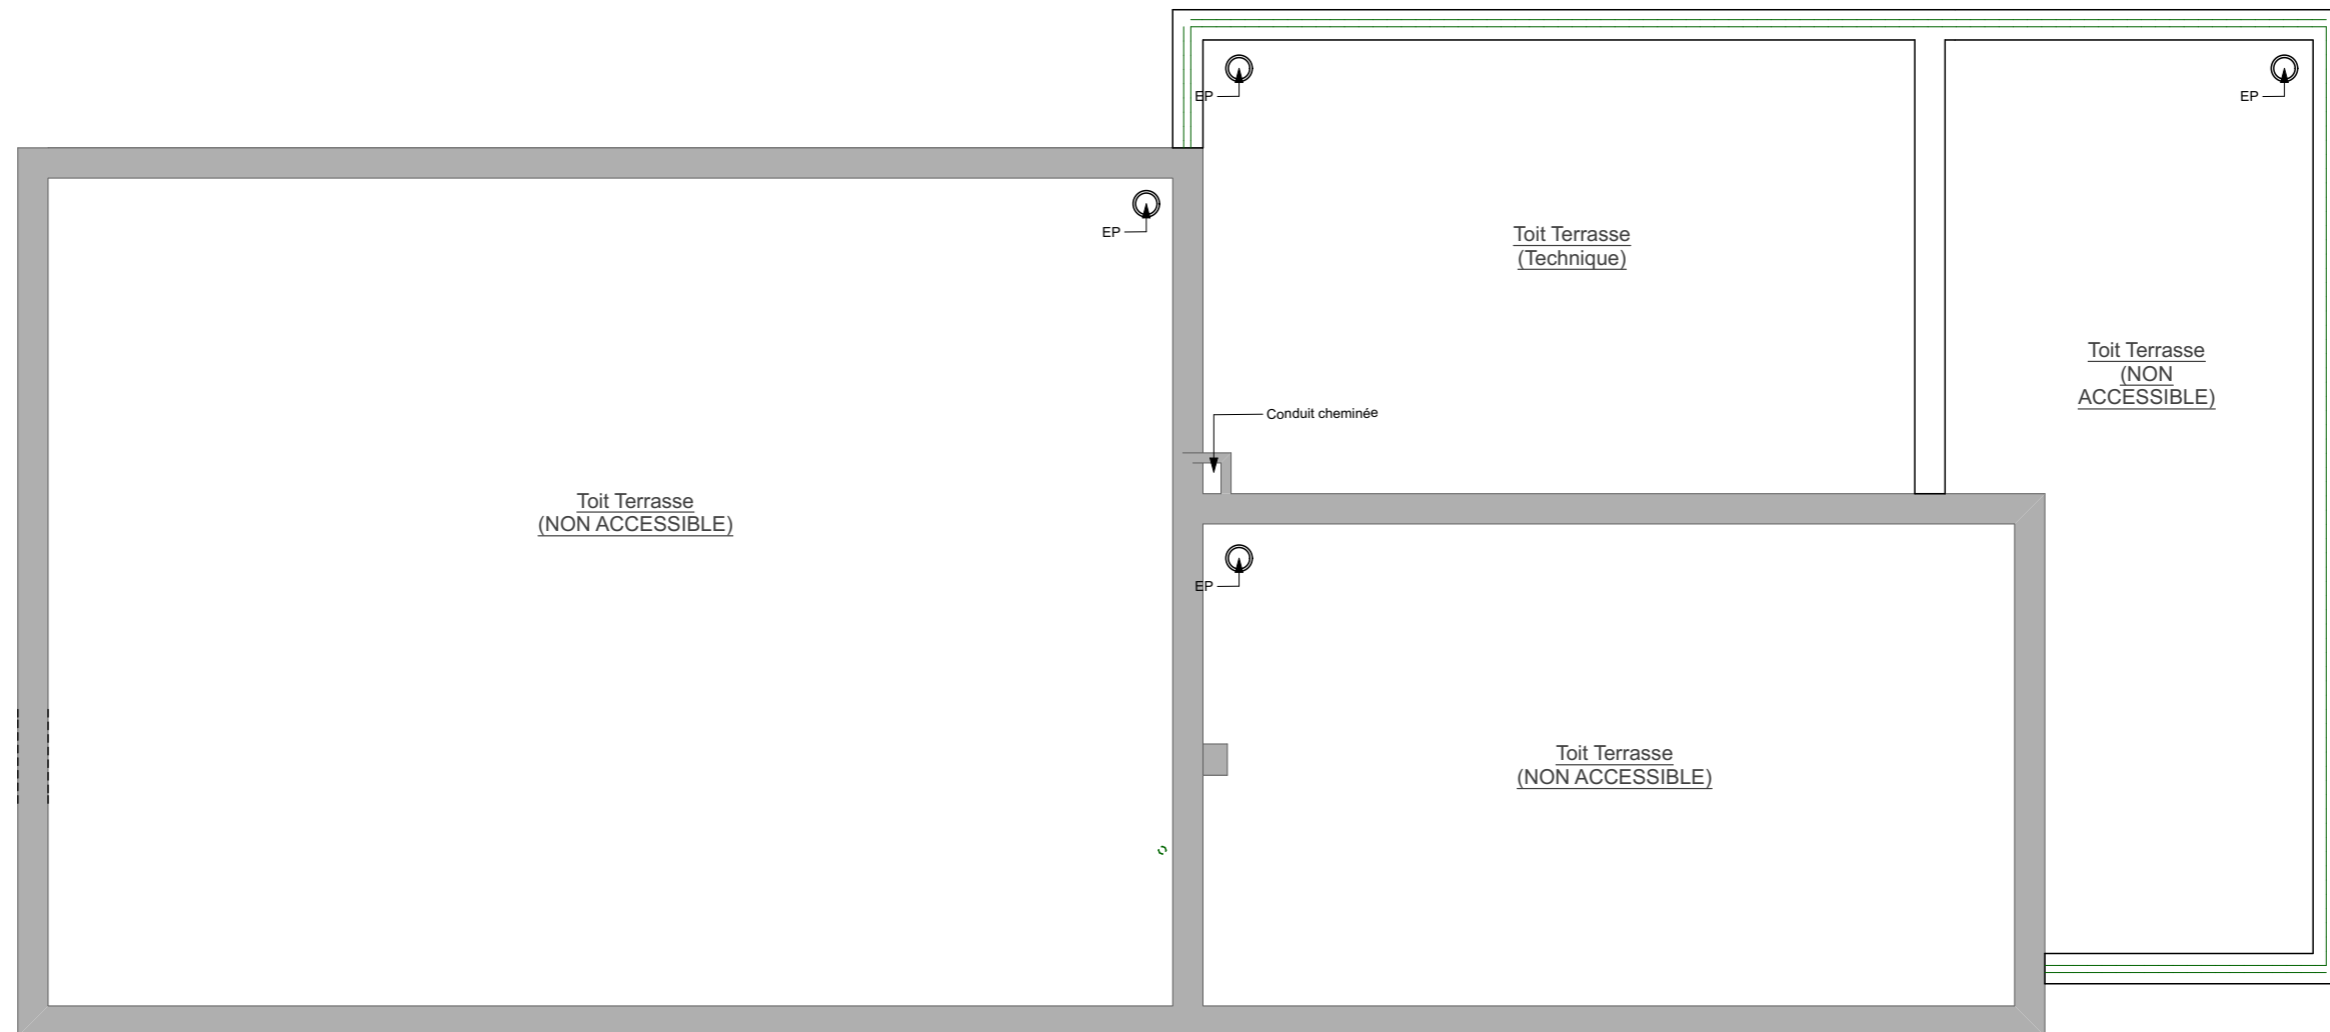 EP
EP
EP
Toit Terrasse
(Technique)
Toit Terrasse
(NON
ACCESSIBLE)
Conduit cheminée
Toit Terrasse
(NON ACCESSIBLE)
EP
Toit Terrasse
(NON ACCESSIBLE)